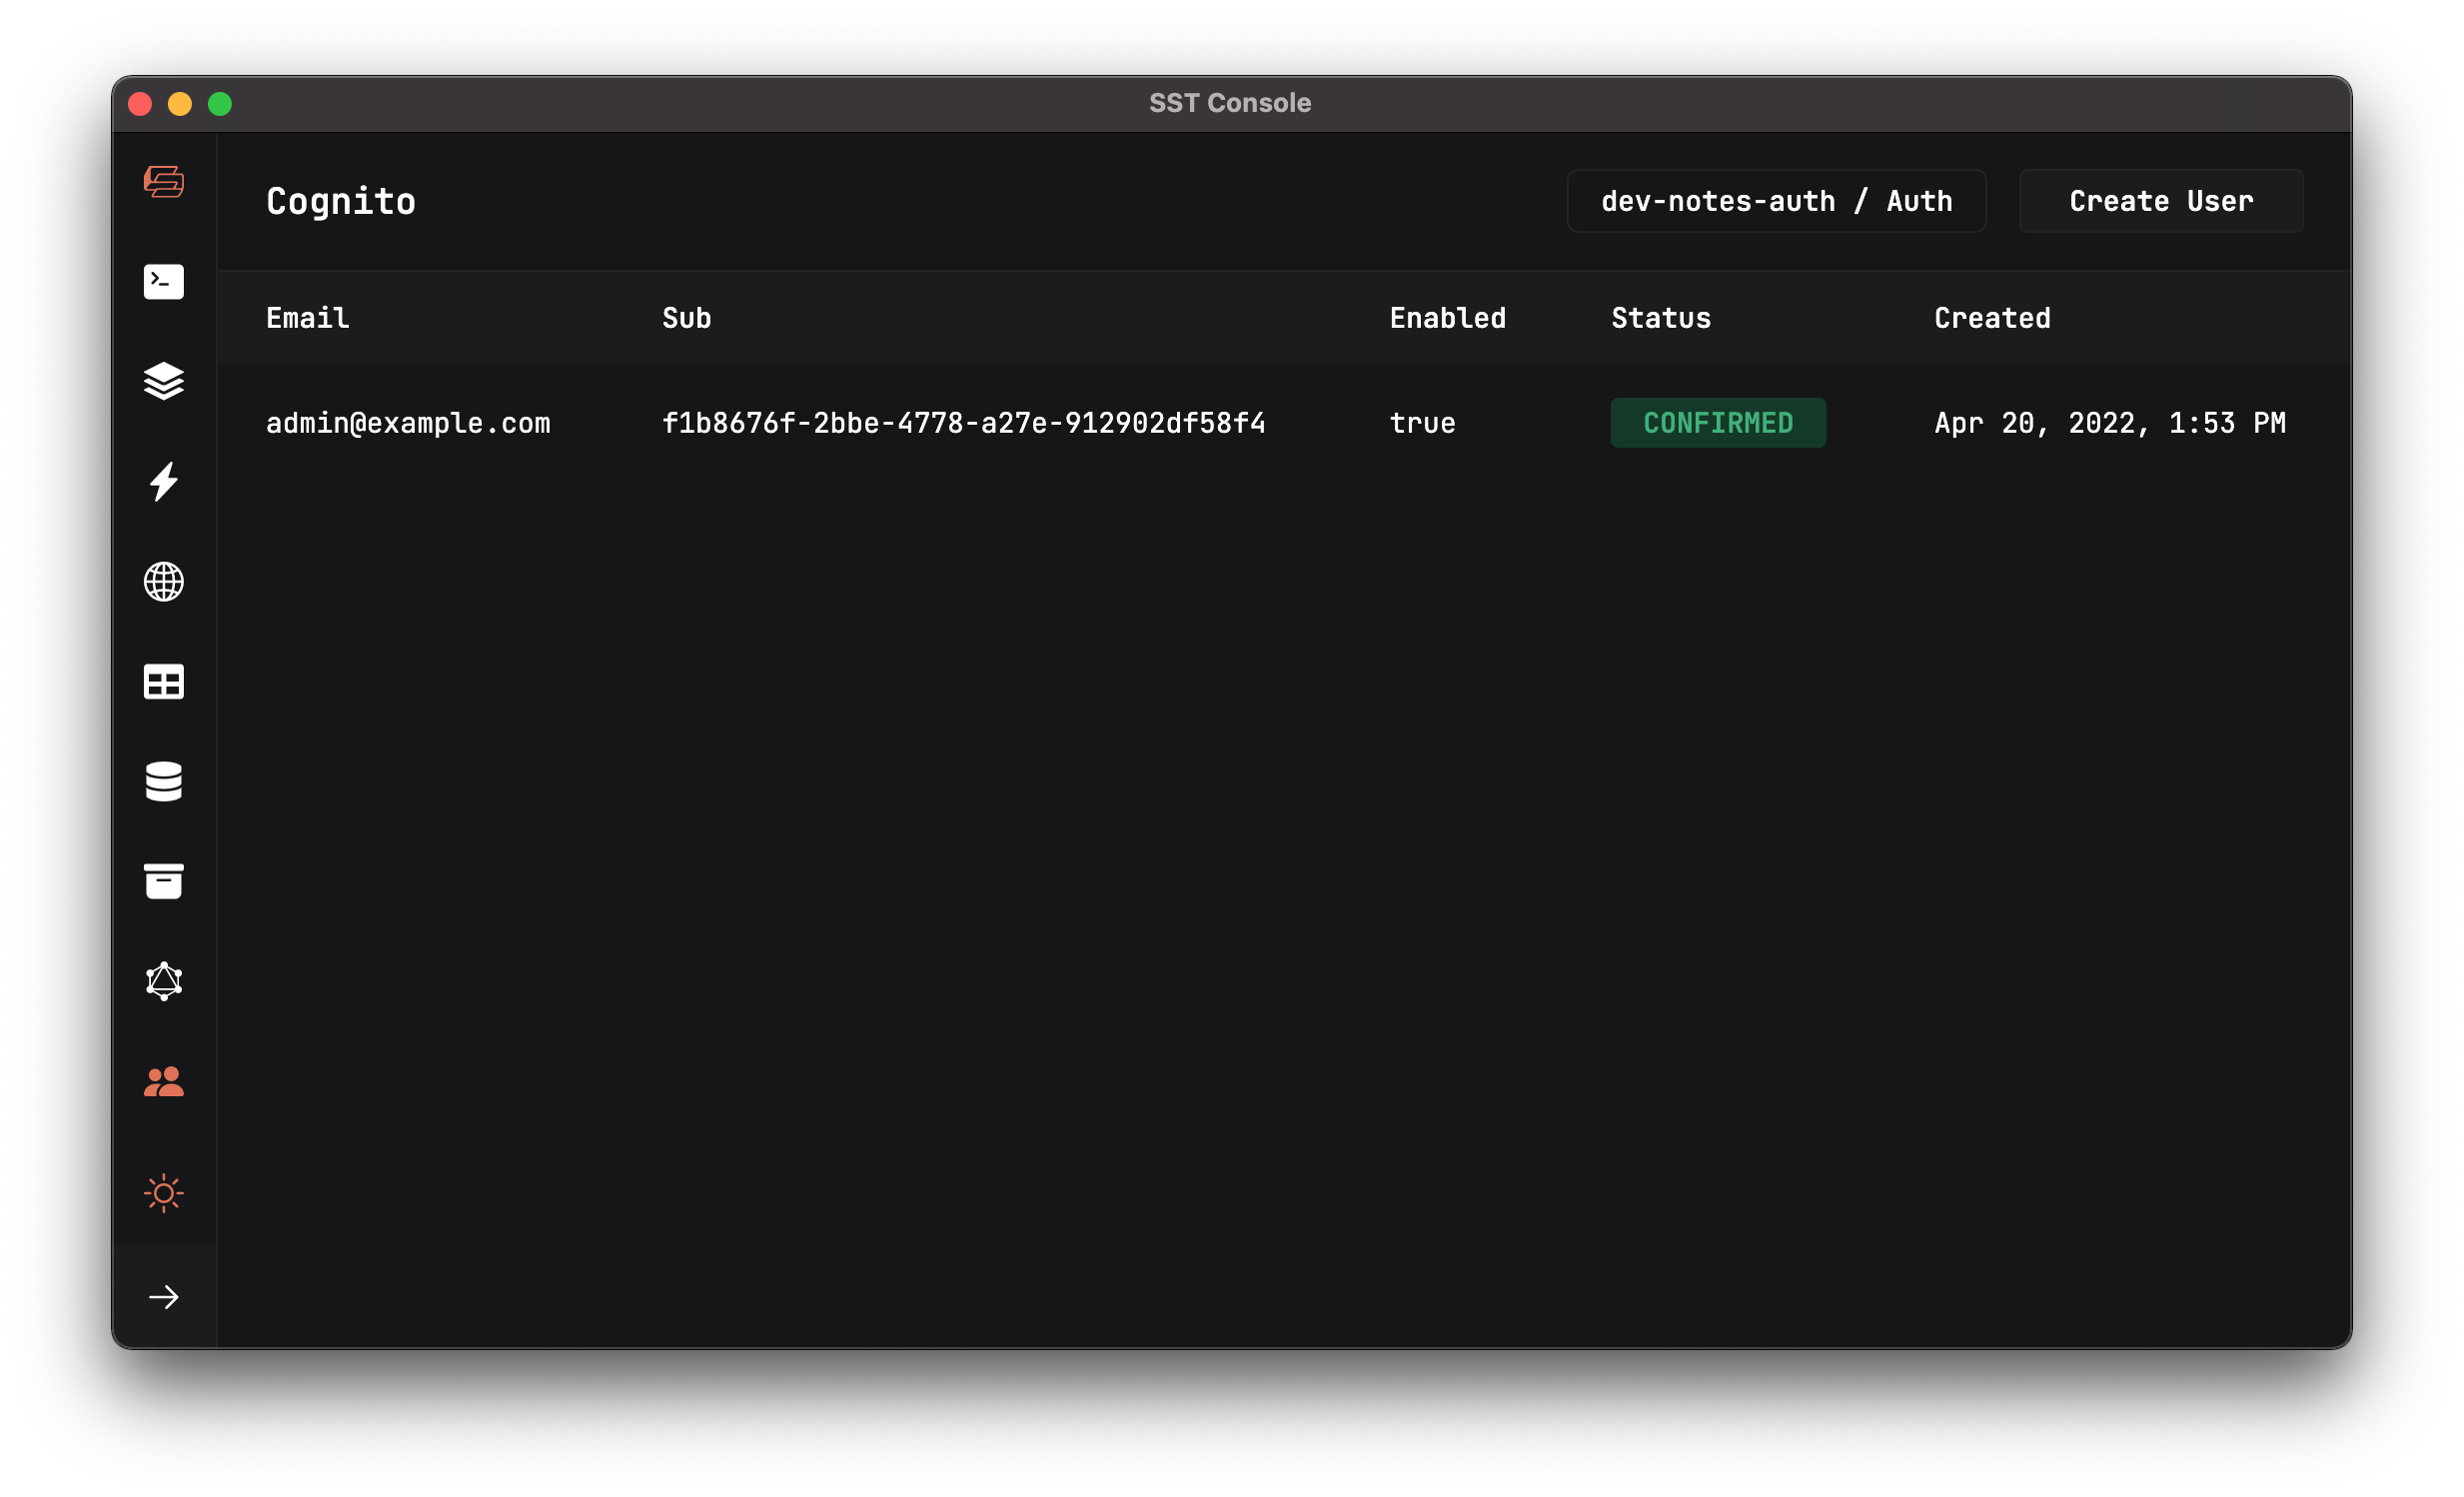 SST Console
Cognito
dev-notes-auth / Auth
Create User
Email Sub Enabled Status Created
admin@example.com f1b8676f-2bbe-4778-a27e-912902df58f4 true CONFIRMED Apr 20, 2022, 1:53 PM